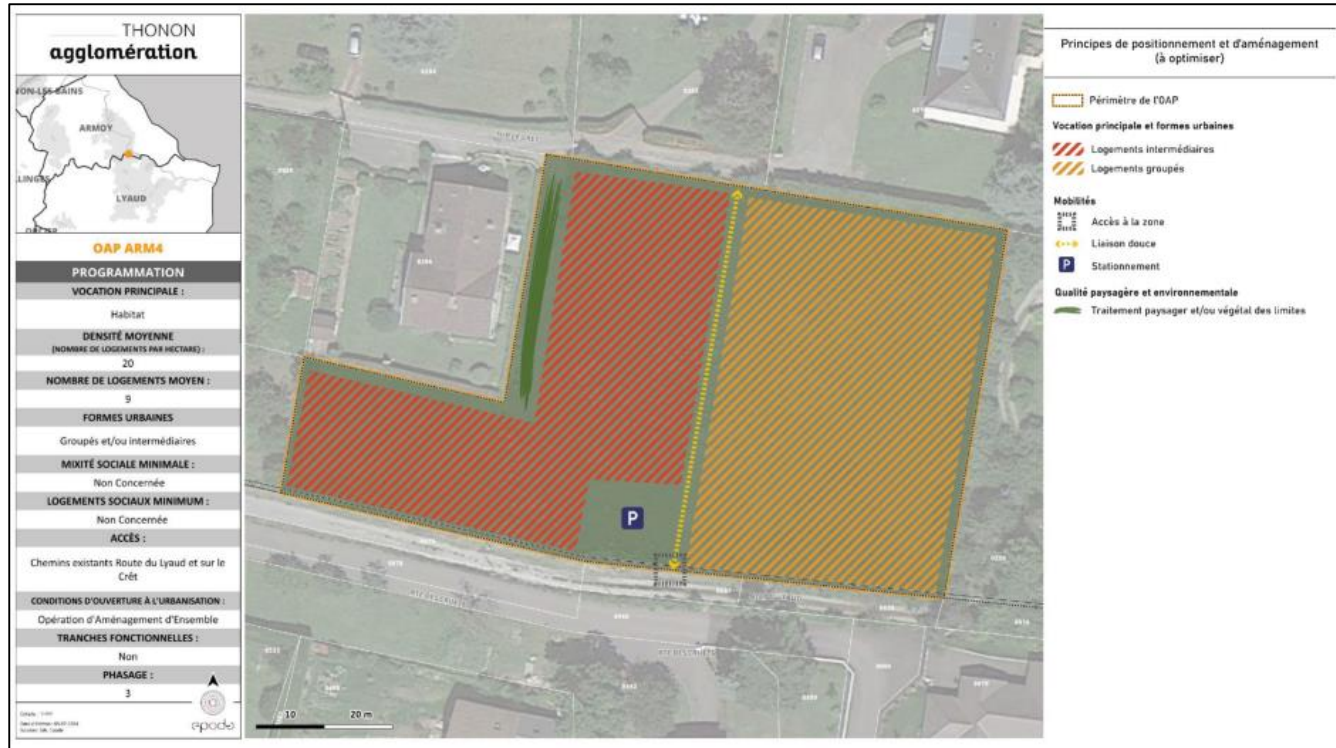 THONON
agglomération
NON-LES-BAINS
ARMOY
LLINGES
LYAUD
OAP ARM4
PROGRAMMATION
VOCATION PRINCIPALE :
Habitat
DENSITÉ MOYENNE
(NOMBRE DE LOGEMENTS PAR HECTARE) :
20
NOMBRE DE LOGEMENTS MOYEN :
9
FORMES URBAINES
Groupés et/ou intermédiaires
MIXITÉ SOCIALE MINIMALE :
Non Concernée
LOGEMENTS SOCIAUX MINIMUM :
Non Concernée
ACCÈS :
Chemins existants Route du Lyaud et sur le
Crêt
CONDITIONS D'OUVERTURE À L'URBANISATION :
Opération d'Aménagement d'Ensemble
TRANCHES FONCTIONNELLES :
Non
PHASAGE :
3
epode
P
10 20 m
Principes de positionnement et d'aménagement
(à optimiser)
Périmètre de l'OAP
Vocation principale et formes urbaines
Logements intermédiaires
Logements groupés
Mobilités
Accès à la zone
Liaison douce
P Stationnement
Qualité paysagère et environnementale
Traitement paysager et/ou végétal des limites